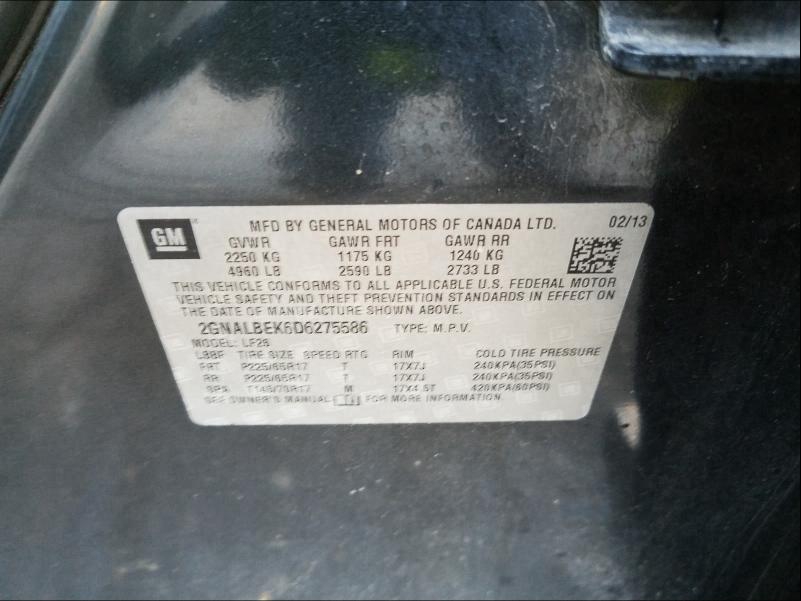 GM
MFD BY GENERAL MOTORS OF CANADA LTD. 02/13
GVWR GAWR FRT GAWR RR
2250 KG 1175 KG 1240 KG
4960 LB 2590 LB 2733 LB
THIS VEHICLE CONFORMS TO ALL APPLICABLE U.S. FEDERAL MOTOR
VEHICLE SAFETY AND THEFT PREVENTION STANDARDS IN EFFECT ON
THE DATE OF MANUFACTURE SHOWN ABOVE.
2GNALBEK6D6275586 TYPE: M.P.V.
MODEL: LF26
TIRE SIZE SPEED RTG RIM COLD TIRE PRESSURE
FRT P225/65R17 T 17X7J 240KPA(35PSI)
RR P225/65R17 T 17X7J 240KPA(35PSI)
SPA T145/70R17 M 17X4.5T 420KPA(60PSI)
SEE OWNER'S MANUAL FOR MORE INFORMATION.